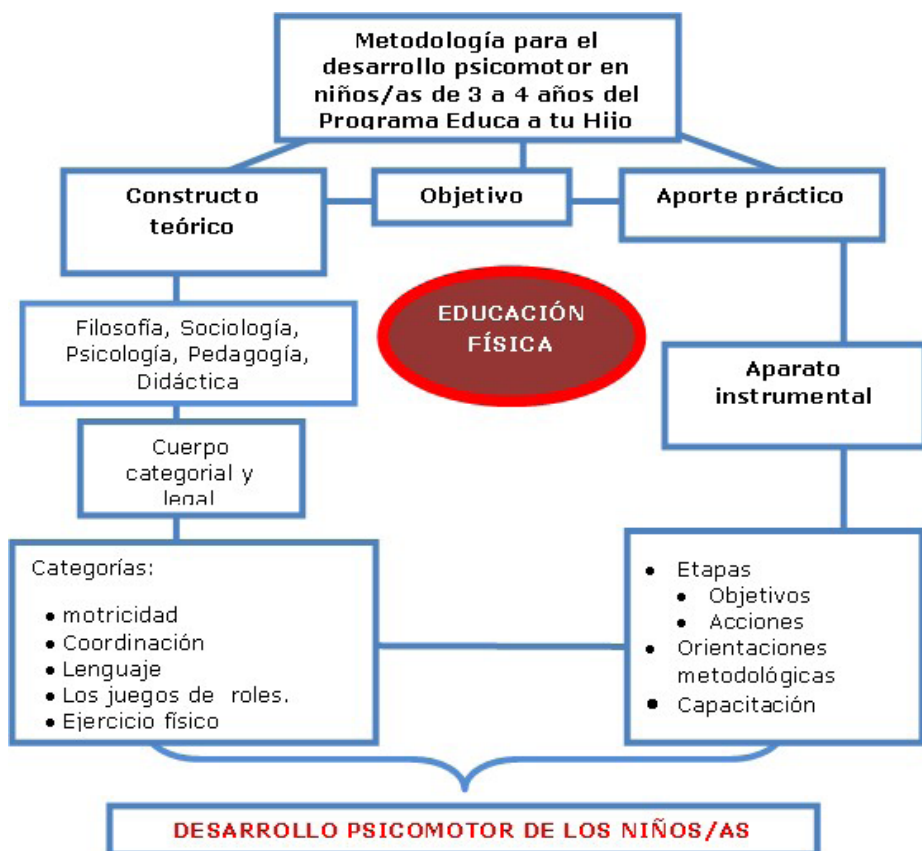 Metodología para el
desarrollo psicomotor en
niños/as de 3 a 4 años del
Programa Educa a tu Hijo
Constructo
teórico
Objetivo
Aporte práctico
Filosofía, Sociología,
Psicología, Pedagogía,
Didáctica
EDUCACIÓN
FÍSICA
Aparato
instrumental
Cuerpo
categorial y
legal
Categorías:
• motricidad
• Coordinación
• Lenguaje
• Los juegos de roles.
• Ejercicio físico
• Etapas
• Objetivos
• Acciones
• Orientaciones
metodológicas
• Capacitación
DESARROLLO PSICOMOTOR DE LOS NIÑOS/AS